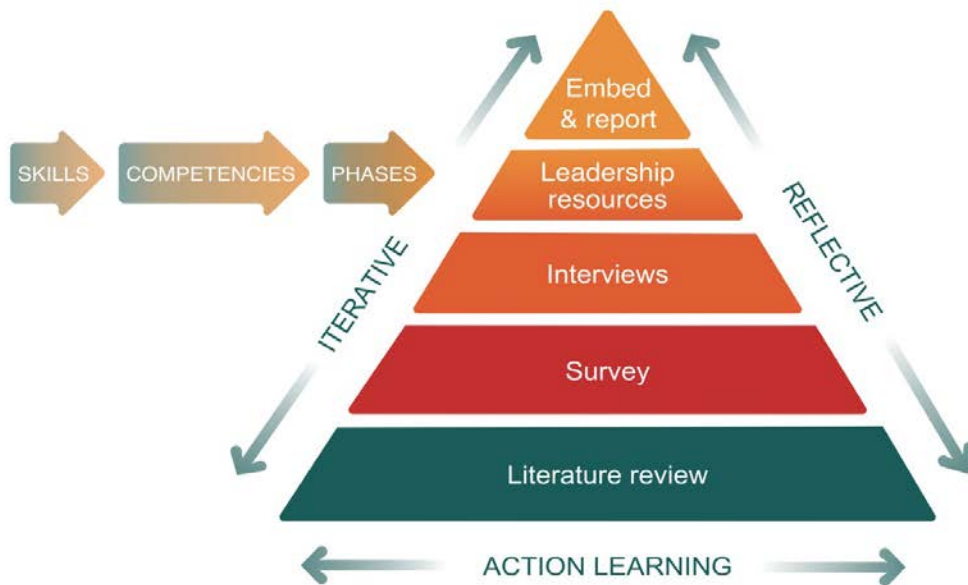 Embed
& report
SKILLS
COMPETENCIES
PHASES
Leadership
resources
ITERATIVE
REFLECTIVE
Interviews
Survey
Literature review
ACTION LEARNING